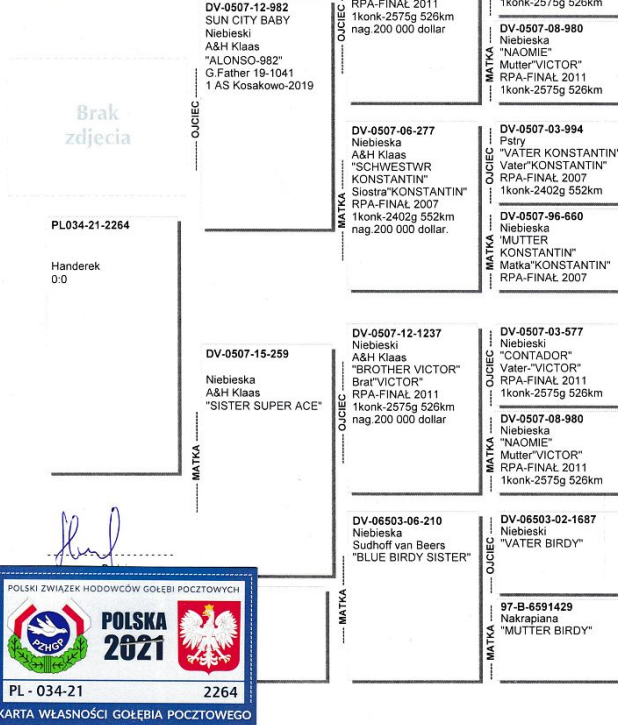 Brak
zdjecia
PL034-21-2264
Handerek
0:0
OJCIEC
DV-0507-12-982
SUN CITY BABY
Niebieski
A&H Klaas
"ALONSO-982"
G.Father 19-1041
1 AS Kosakowo-2019
MATKA
DV-0507-15-259
Niebieska
A&H Klaas
"SISTER SUPER ACE"
OJCIEC
RPA-FINAŁ 2011
1konk-2575g 526km
nag.200 000 dollar
MATKA
DV-0507-06-277
Niebieska
A&H Klaas
"SCHWESTWR
KONSTANTIN"
Siostra"KONSTANTIN"
RPA-FINAŁ 2007
1konk-2402g 552km
nag.200 000 dollar.
OJCIEC
DV-0507-12-1237
Niebieski
A&H Klaas
"BROTHER VICTOR"
Brat"VICTOR"
RPA-FINAŁ 2011
1konk-2575g 526km
nag.200 000 dollar
MATKA
DV-06503-06-210
Niebieska
Sudhoff van Beers
"BLUE BIRDY SISTER"
1konk-2575g 526km
MATKA
DV-0507-08-980
Niebieska
"NAOMIE"
Mutter"VICTOR"
RPA-FINAŁ 2011
1konk-2575g 526km
OJCIEC
DV-0507-03-994
Pstry
"VATER KONSTANTIN"
Vater"KONSTANTIN"
RPA-FINAŁ 2007
1konk-2402g 552km
MATKA
DV-0507-96-660
Niebieska
'MUTTER
KONSTANTIN"
Matka"KONSTANTIN"
RPA-FINAŁ 2007
OJCIEC
DV-0507-03-577
Niebieski
"CONTADOR"
Vater-"VICTOR"
RPA-FINAŁ 2011
1konk-2575g 526km
MATKA
DV-0507-08-980
Niebieska
"NAOMIE"
Mutter"VICTOR"
RPA-FINAŁ 2011
1konk-2575g 526km
OJCIEC
DV-06503-02-1687
Niebieski
"VATER BIRDY"
MATKA
97-B-6591429
Nakrapiana
"MUTTER BIRDY"
POLSKI ZWIĄZEK HODOWCÓW GOŁĘBI POCZTOWYCH
PZHGP
POLSKA
2021
PL - 034-21 2264
KARTA WŁASNOŚCI GOŁĘBIA POCZTOWEGO